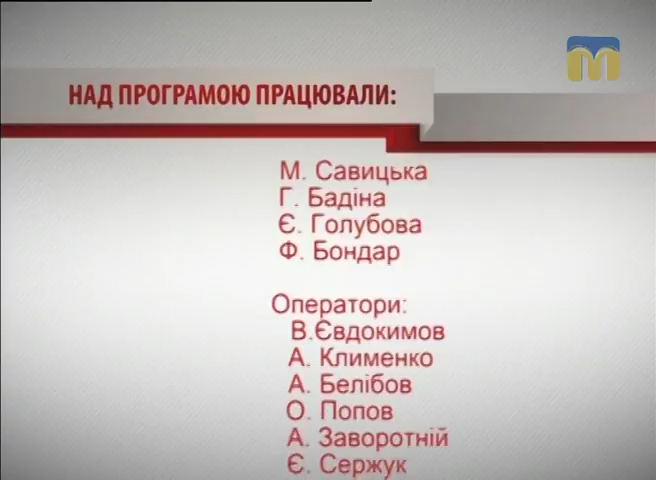 НАД ПРОГРАМОЮ ПРАЦЮВАЛИ:
М. Савицька
Г. Бадіна
Є. Голубова
Ф. Бондар
Оператори:
В.Євдокимов
А. Клименко
А. Белібов
О. Попов
А. Заворотній
Є. Сержук